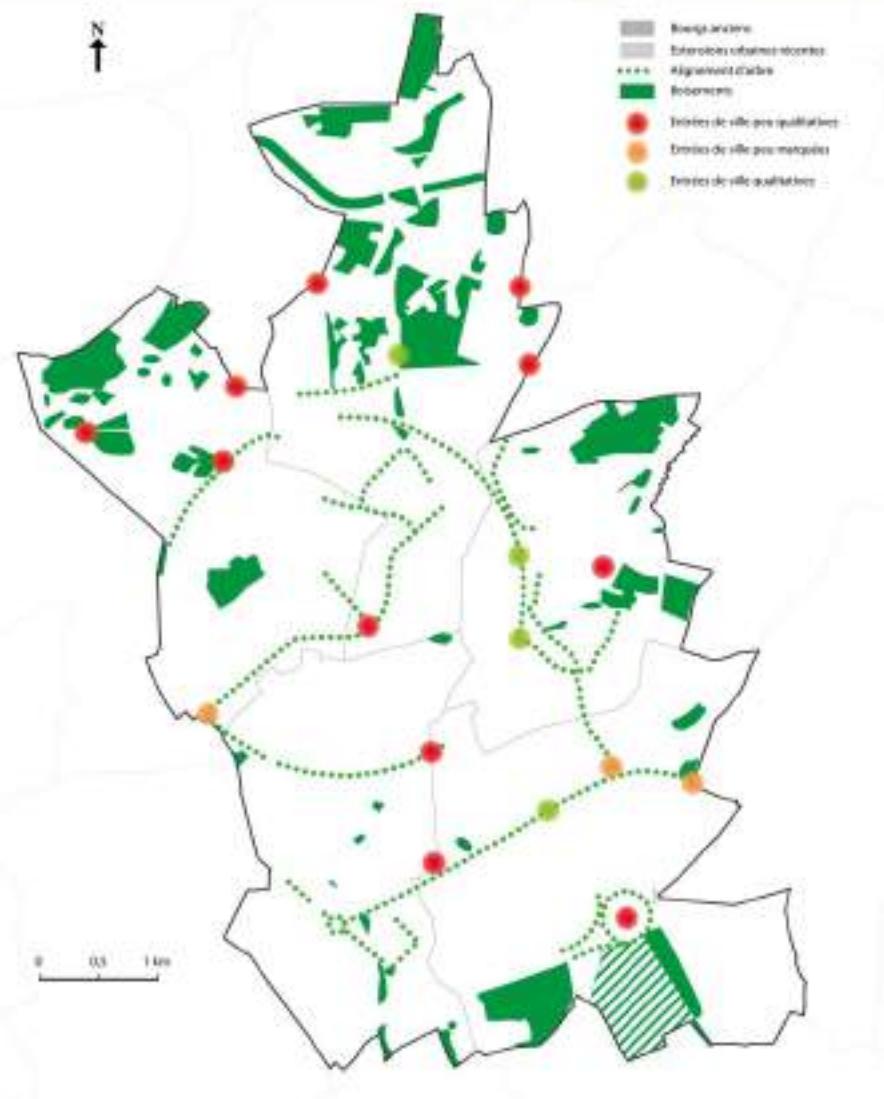 N
Bourgs anciens
Extensions urbaines récentes
Alignement d'arbre
Boisements
Entrées de ville peu qualitatives
Entrées de ville peu marquées
Entrées de ville qualitatives
0 0,5 1 km